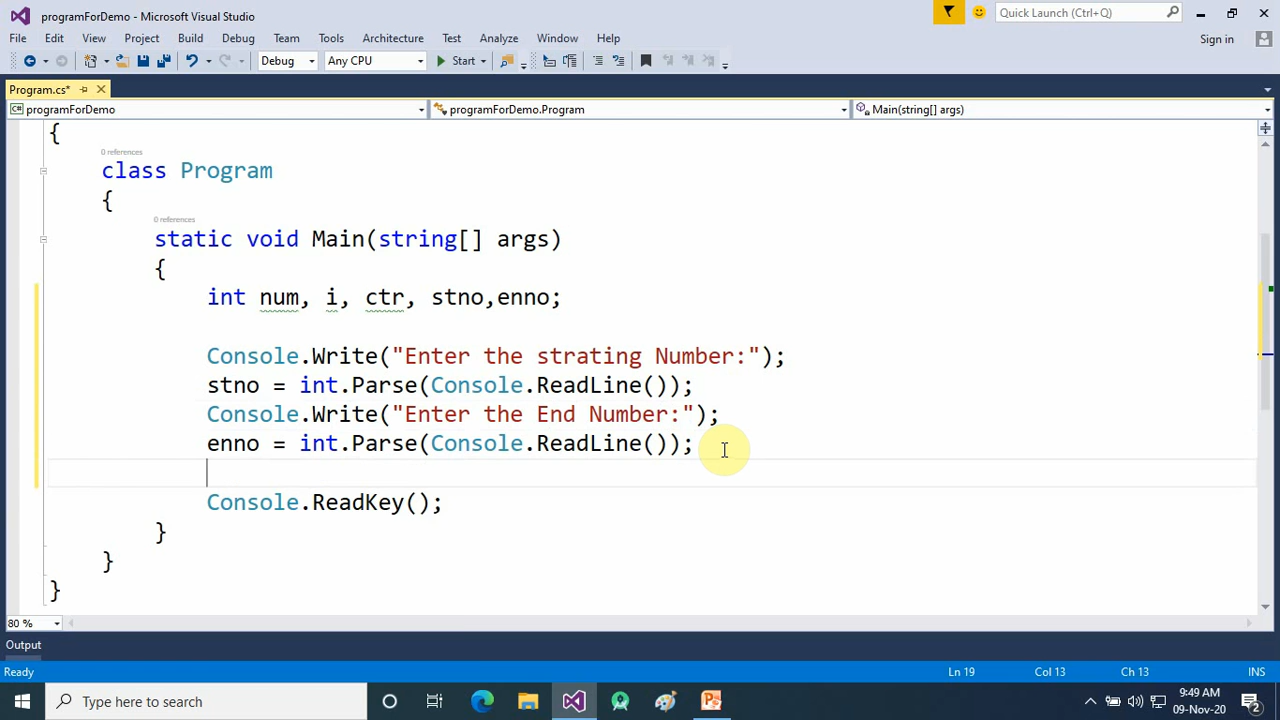 programForDemo - Microsoft Visual Studio
Quick Launch (Ctrl+Q)
File Edit View Project Build Debug Team Tools Architecture Test Analyze Window Help
Sign in
Debug Any CPU Start
Program.cs*
programForDemo programForDemo.Program Main(string[] args)
{
0 references
class Program
{
0 references
static void Main(string[] args)
{
int num, i, ctr, stno,enno;
Console.Write("Enter the strating Number:");
stno = int.Parse(Console.ReadLine());
Console.Write("Enter the End Number:");
enno = int.Parse(Console.ReadLine());
Console.ReadKey();
}
}
}
80 %
Output
Ready Ln 19 Col 13 Ch 13 INS
Type here to search
9:49 AM
09-Nov-20
2